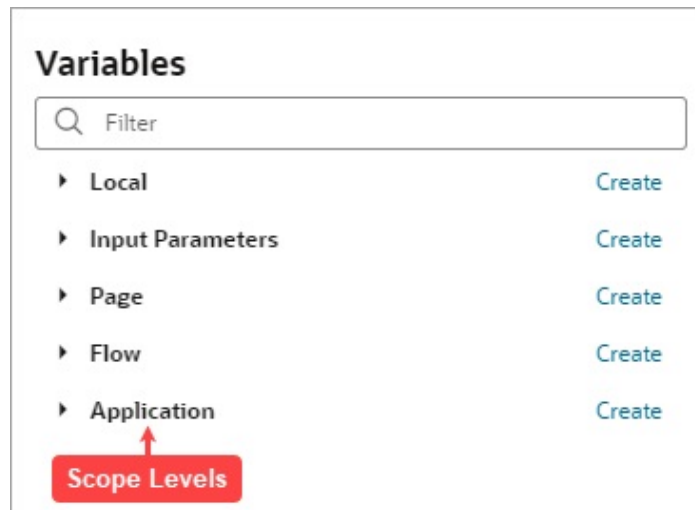 Variables
Filter
Local Create
Input Parameters Create
Page Create
Flow Create
Application Create
Scope Levels